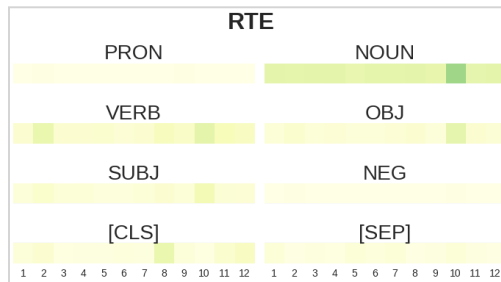 RTE
PRON NOUN
VERB OBJ
SUBJ NEG
[CLS] [SEP]
1 2 3 4 5 6 7 8 9 10 11 12 1 2 3 4 5 6 7 8 9 10 11 12